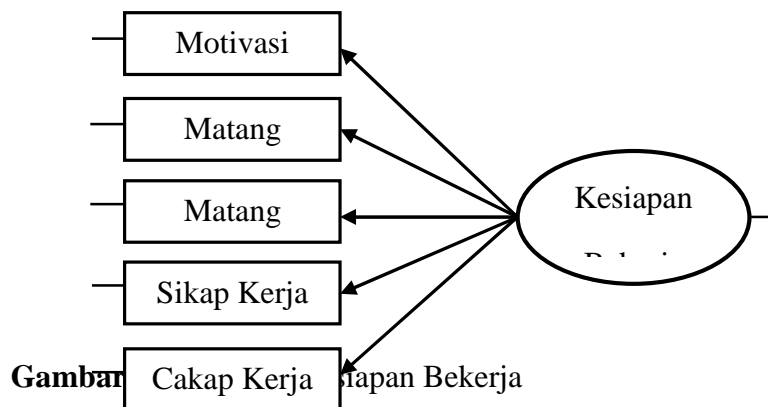 Motivasi
Matang
Matang
Kesiapan
Sikap Kerja
Cakap Kerja
Gambar siapan Bekerja